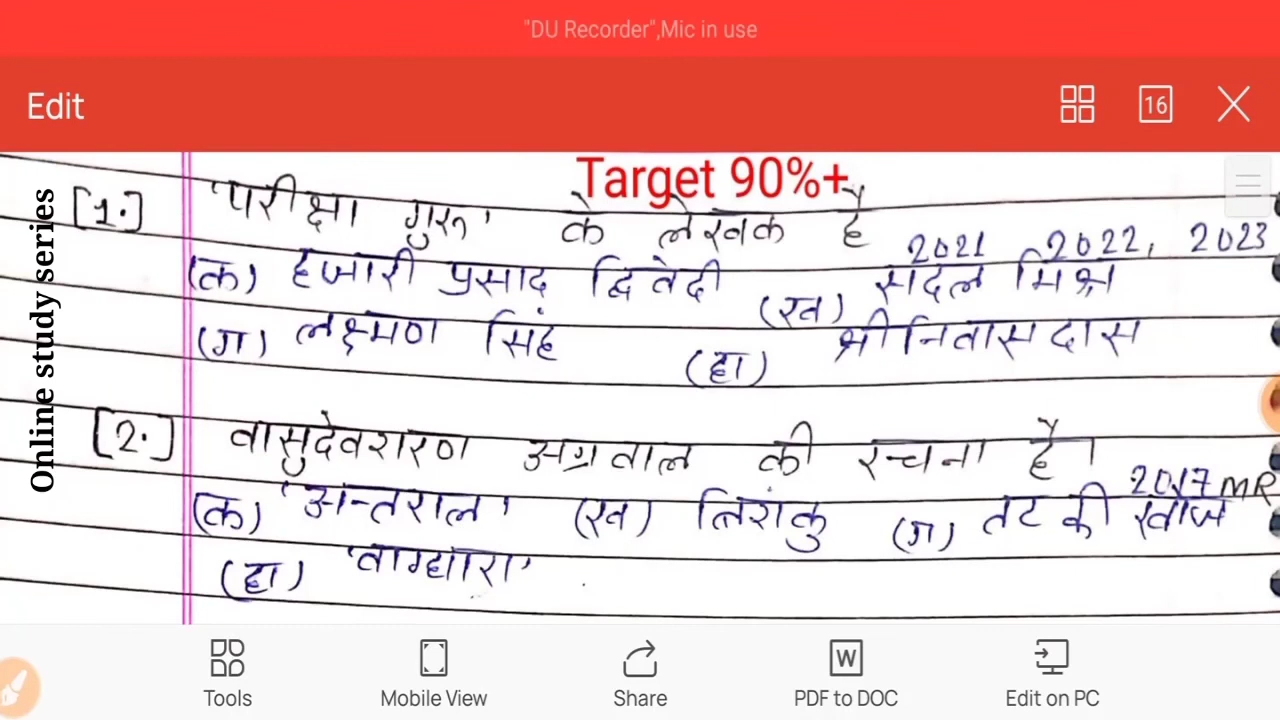 "DU Recorder",Mic in use
Edit
16
Target 90%+
Online study series
[1.] 'परीक्षा गुरु' के लेखक है
2021 2022, 2023
(क) हजारी प्रसाद द्विवेदी (ख) सदल मिश्र
(ग) लक्ष्मण सिंह (घ) श्रीनिवासदास
[2.] वासुदेवशरण अग्रवाल की रचना है।
2017 MR
(क) 'अन्तराल' (ख) त्रिशंकु (ग) तट की खोज
(घ) 'वाग्धारा'
Tools
Mobile View
Share
W
PDF to DOC
Edit on PC